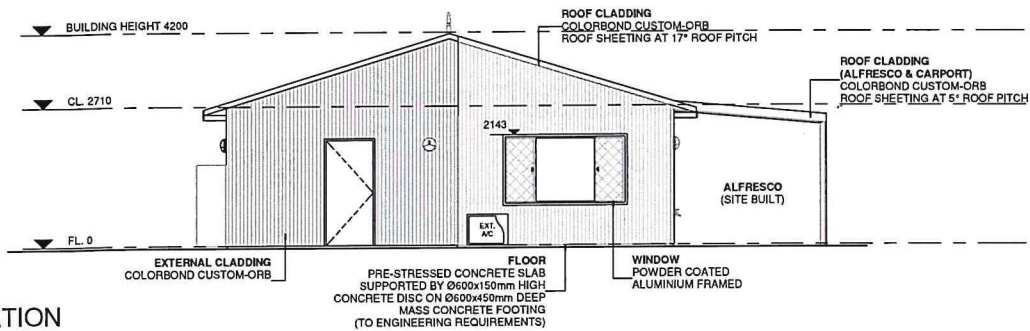 BUILDING HEIGHT 4200
ROOF CLADDING
COLORBOND CUSTOM-ORB
ROOF SHEETING AT 17° ROOF PITCH
ROOF CLADDING
(ALFRESCO & CARPORT)
COLORBOND CUSTOM-ORB
ROOF SHEETING AT 5° ROOF PITCH
CL. 2710
2143
ALFRESCO
(SITE BUILT)
EXT.
A/C
FL. 0
EXTERNAL CLADDING
COLORBOND CUSTOM-ORB
FLOOR
PRE-STRESSED CONCRETE SLAB
SUPPORTED BY Ø600x150mm HIGH
CONCRETE DISC ON Ø600x450mm DEEP
MASS CONCRETE FOOTING
(TO ENGINEERING REQUIREMENTS)
WINDOW
POWDER COATED
ALUMINIUM FRAMED